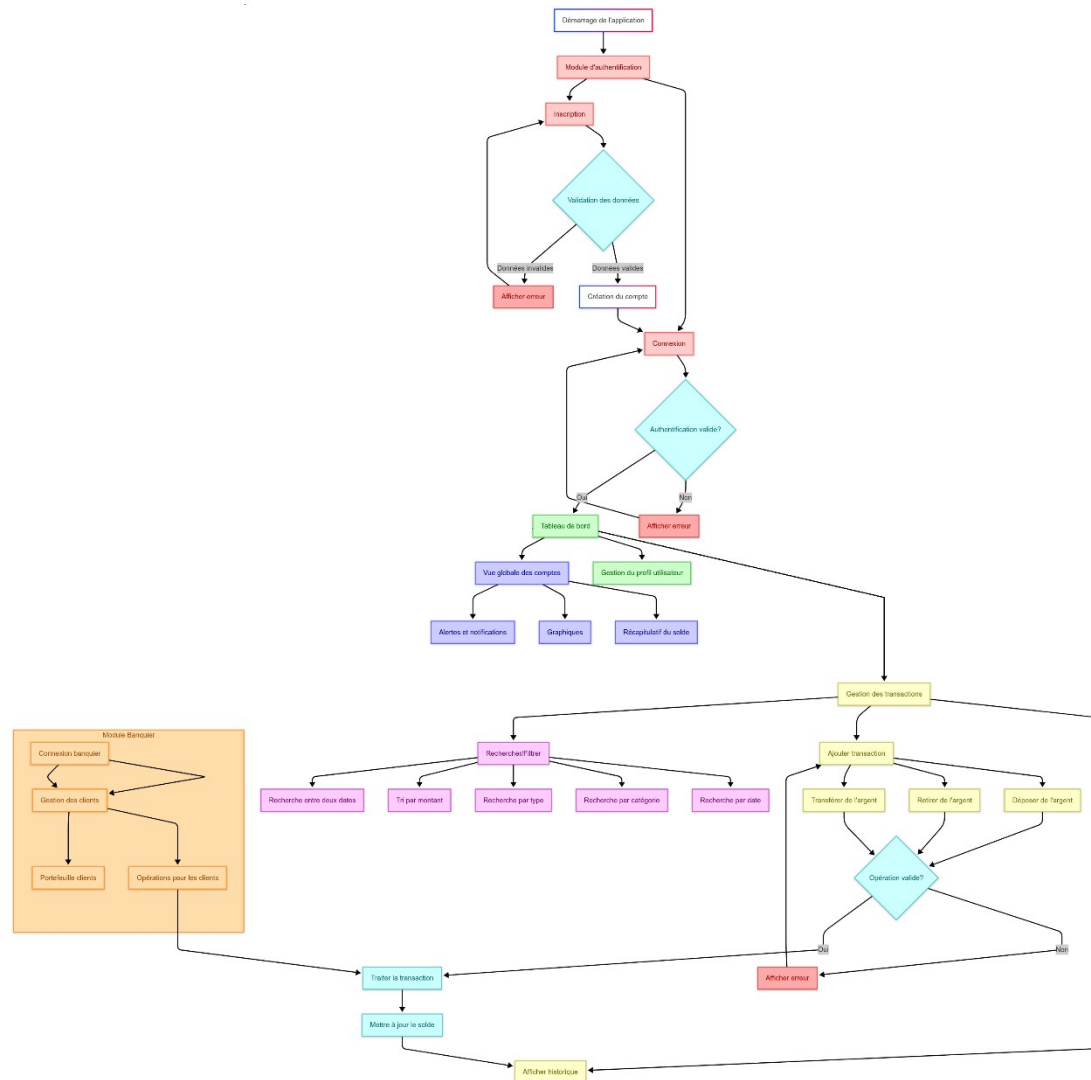 Démarrage de l'application
Module d'authentification
Inscription
Validation des données
Données invalides
Données valides
Afficher erreur
Création du compte
Connexion
Authentification valide?
Oui
Non
Tableau de bord
Afficher erreur
Vue globale des comptes
Gestion du profil utilisateur
Alertes et notifications
Graphiques
Récapitulatif du solde
Gestion des transactions
Module Banquier
Connexion banquier
Rechercher/Filtrer
Ajouter transaction
Gestion des clients
Recherche entre deux dates
Tri par montant
Recherche par type
Recherche par catégorie
Recherche par date
Transférer de l'argent
Retirer de l'argent
Déposer de l'argent
Portefeuille clients
Opérations pour les clients
Opération valide?
Oui
Non
Traiter la transaction
Afficher erreur
Mettre à jour le solde
Afficher historique